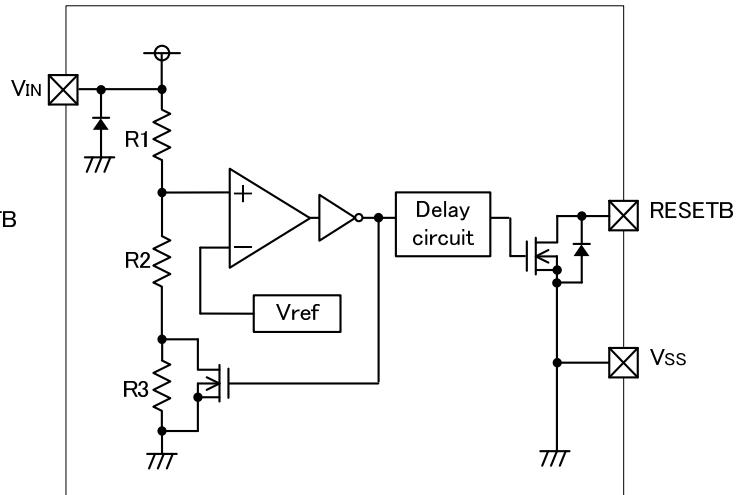 VIN
R1
TB
+
RESETB
Delay
circuit
R2
−
Vref
VSS
R3